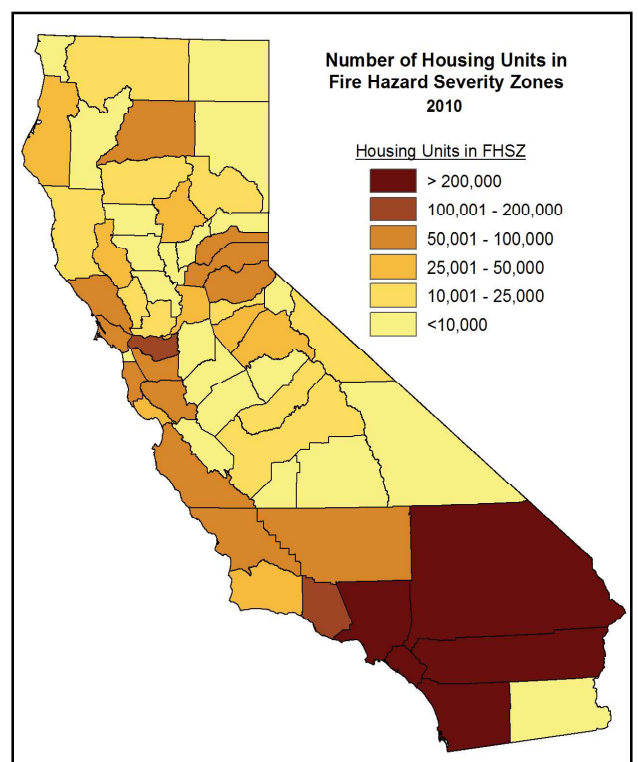 Number of Housing Units in
Fire Hazard Severity Zones
2010
Housing Units in FHSZ
> 200,000
100,001 - 200,000
50,001 - 100,000
25,001 - 50,000
10,001 - 25,000
<10,000